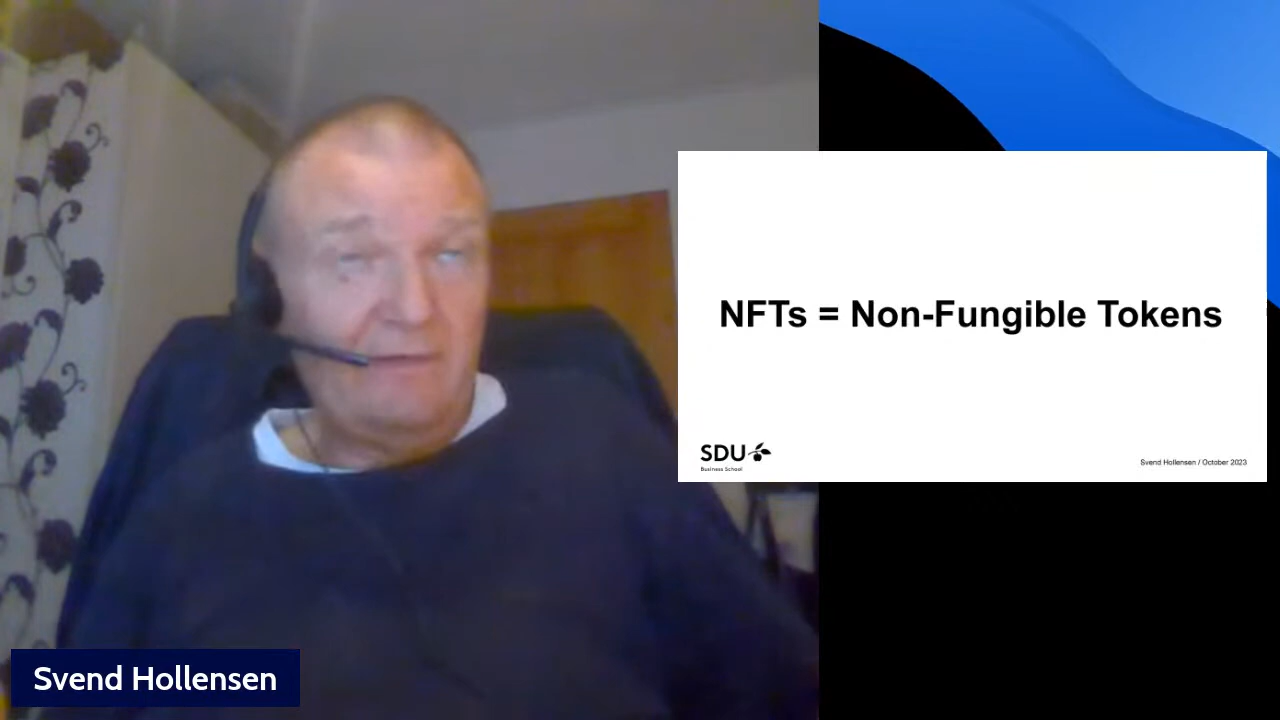 NFTs = Non-Fungible Tokens
SDU
Business School
Svend Hollensen / October 2023
Svend Hollensen